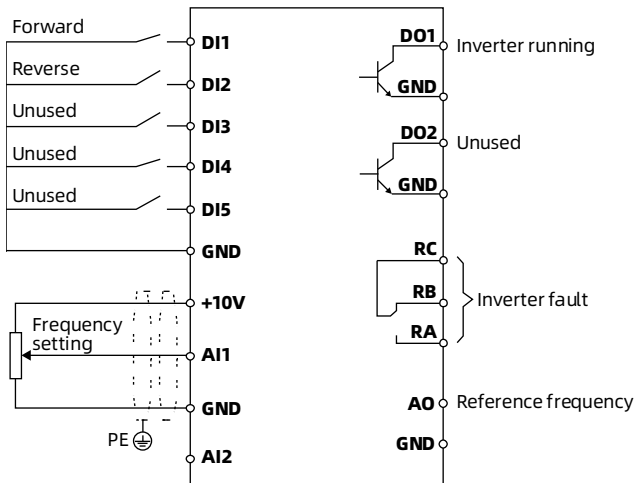 Forward
DI1
Reverse
DI2
Unused
DI3
Unused
DI4
Unused
DI5
GND
+10V
Frequency
setting
AI1
GND
PE
AI2
DO1
Inverter running
GND
DO2
Unused
GND
RC
RB
Inverter fault
RA
AO
Reference frequency
GND